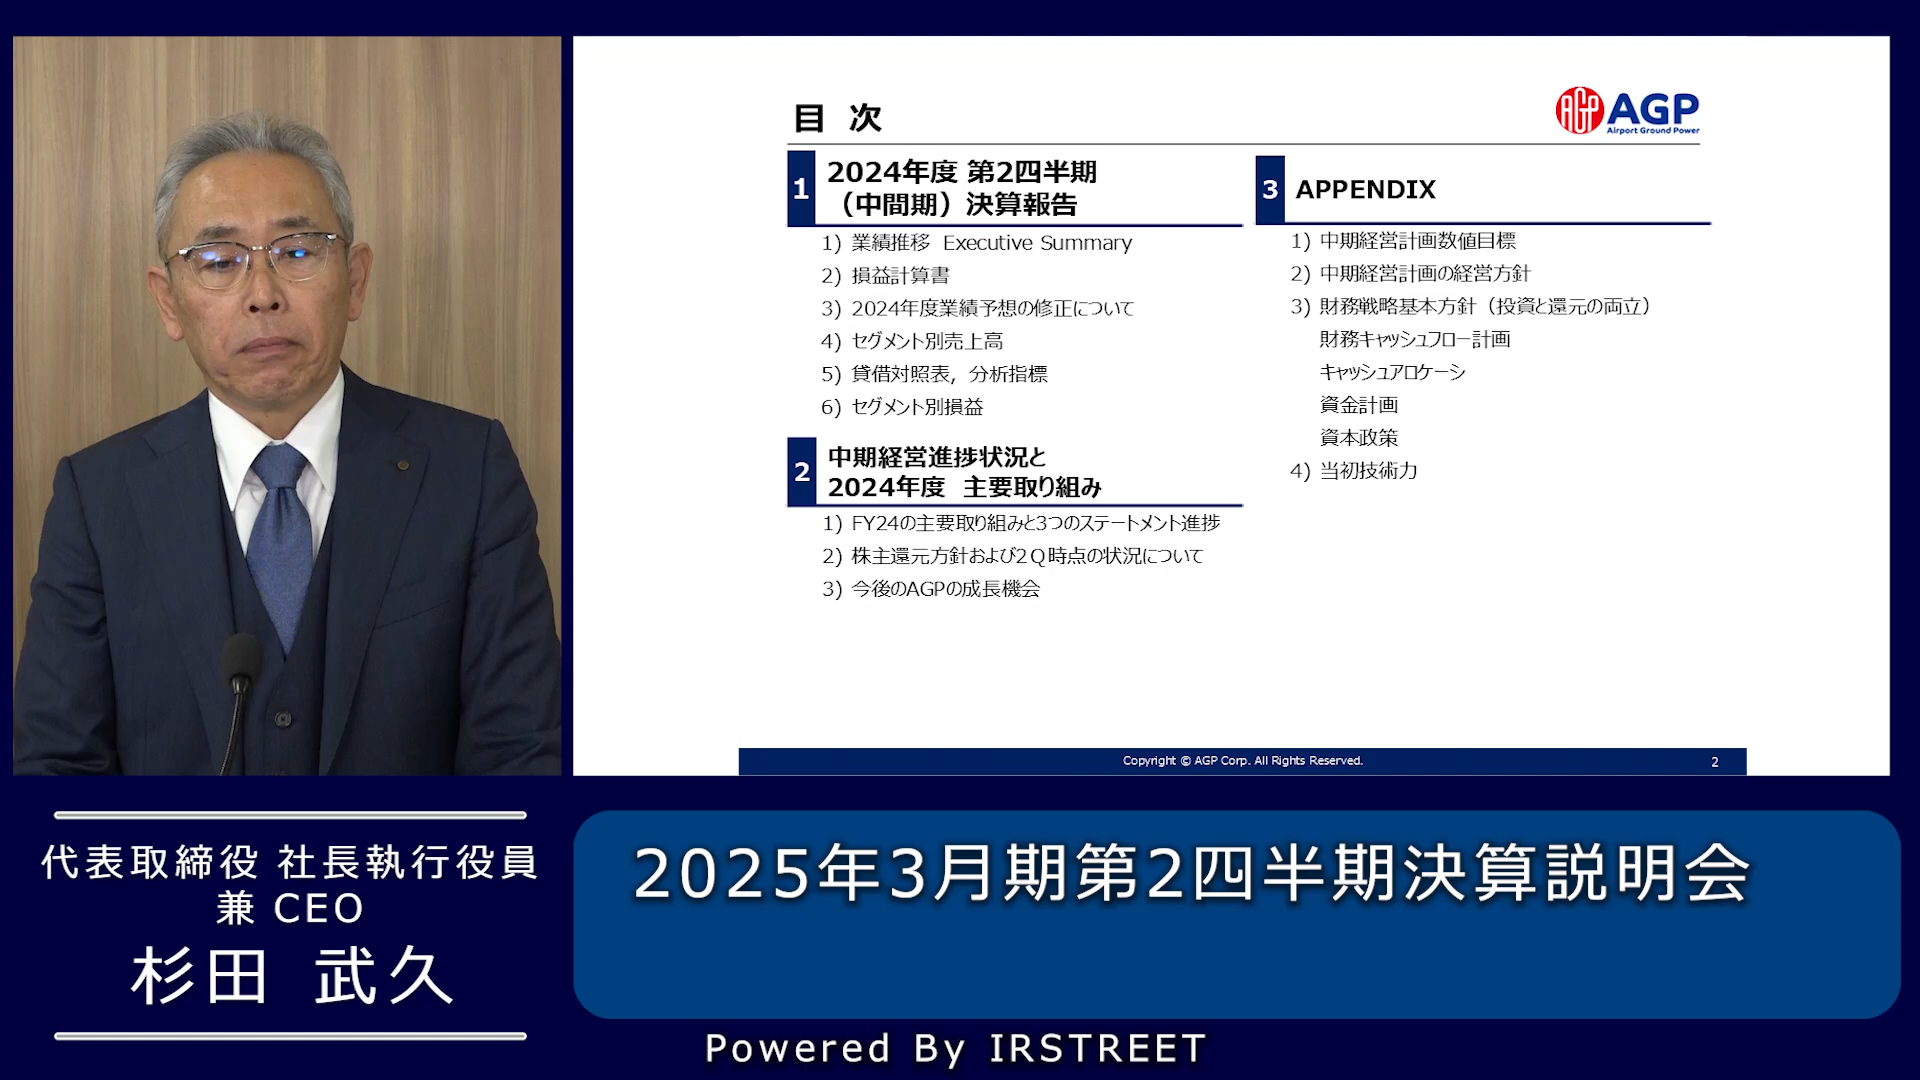 目 次
AGP AGP
Airport Ground Power
1
2024年度 第2四半期
（中間期）決算報告
1) 業績推移 Executive Summary
2) 損益計算書
3) 2024年度業績予想の修正について
4) セグメント別売上高
5) 貸借対照表，分析指標
6) セグメント別損益
2
中期経営進捗状況と
2024年度 主要取り組み
1) FY24の主要取り組みと3つのステートメント進捗
2) 株主還元方針および2Ｑ時点の状況について
3) 今後のAGPの成長機会
3
APPENDIX
1) 中期経営計画数値目標
2) 中期経営計画の経営方針
3) 財務戦略基本方針（投資と還元の両立）
財務キャッシュフロー計画
キャッシュアロケーシ
資金計画
資本政策
4) 当初技術力
Copyright © AGP Corp. All Rights Reserved.
2
代表取締役 社長執行役員
兼 CEO
杉田 武久
2025年3月期第2四半期決算説明会
Powered By IRSTREET